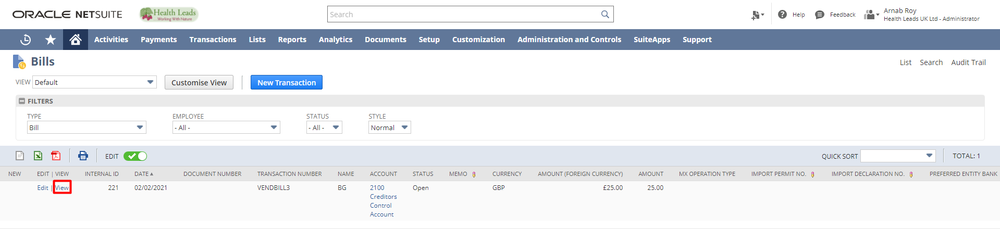 ORACLE NETSUITE
Health Leads
...Working With Nature
Search
Help
Feedback
Arnab Roy
Health Leads UK Ltd - Administrator
Activities Payments Transactions Lists Reports Analytics Documents Setup Customization Administration and Controls SuiteApps Support
Bills
List Search Audit Trail
VIEW Default Customise View New Transaction
FILTERS
TYPE EMPLOYEE STATUS STYLE
Bill - All - - All - Normal
EDIT QUICK SORT TOTAL: 1
NEW EDIT | VIEW INTERNAL ID DATE DOCUMENT NUMBER TRANSACTION NUMBER NAME ACCOUNT STATUS MEMO CURRENCY AMOUNT (FOREIGN CURRENCY) AMOUNT MX OPERATION TYPE IMPORT PERMIT NO. IMPORT DECLARATION NO. PREFERRED ENTITY BANK
Edit | View 221 02/02/2021 VENDBILL3 BG 2100 Open GBP £25.00 25.00
Creditors
Control
Account